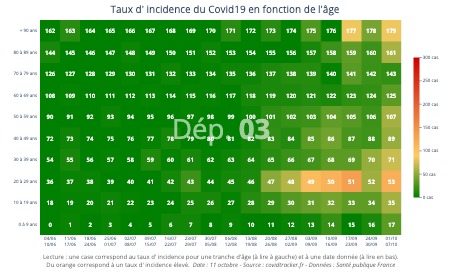 Taux d' incidence du Covid19 en fonction de l'âge
+ 90 ans 162 163 164 165 166 167 168 169 170 171 172 173 174 175 176 177 178 179
80 à 89 ans 144 145 146 147 148 149 150 151 152 153 154 155 156 157 158 159 160 161
70 à 79 ans 126 127 128 129 130 131 132 133 134 135 136 137 138 139 140 141 142 143
60 à 69 ans 108 109 110 111 112 113 114 115 116 117 118 119 120 121 122 123 124 125
50 à 59 ans 90 91 92 93 94 95 96 97 98 99 100 101 102 103 104 105 106 107
Dép. 03
40 à 49 ans 72 73 74 75 76 77 78 79 80 81 82 83 84 85 86 87 88 89
30 à 39 ans 54 55 56 57 58 59 60 61 62 63 64 65 66 67 68 69 70 71
20 à 29 ans 36 37 38 39 40 41 42 43 44 45 46 47 48 49 50 51 52 53
10 à 19 ans 18 19 20 21 22 23 24 25 26 27 28 29 30 31 32 33 34 35
0 à 9 ans 0 1 2 3 4 5 6 7 8 9 10 11 12 13 14 15 16 17
300 cas
250 cas
200 cas
150 cas
100 cas
50 cas
0 cas
Lecture : une case correspond au taux d' incidence pour une tranche d'âge (à lire à gauche) et à une date donnée (à lire en bas).
Du orange correspond à un taux d' incidence élevé. Date : 11 octobre - Source : covidtracker.fr - Données : Santé publique France